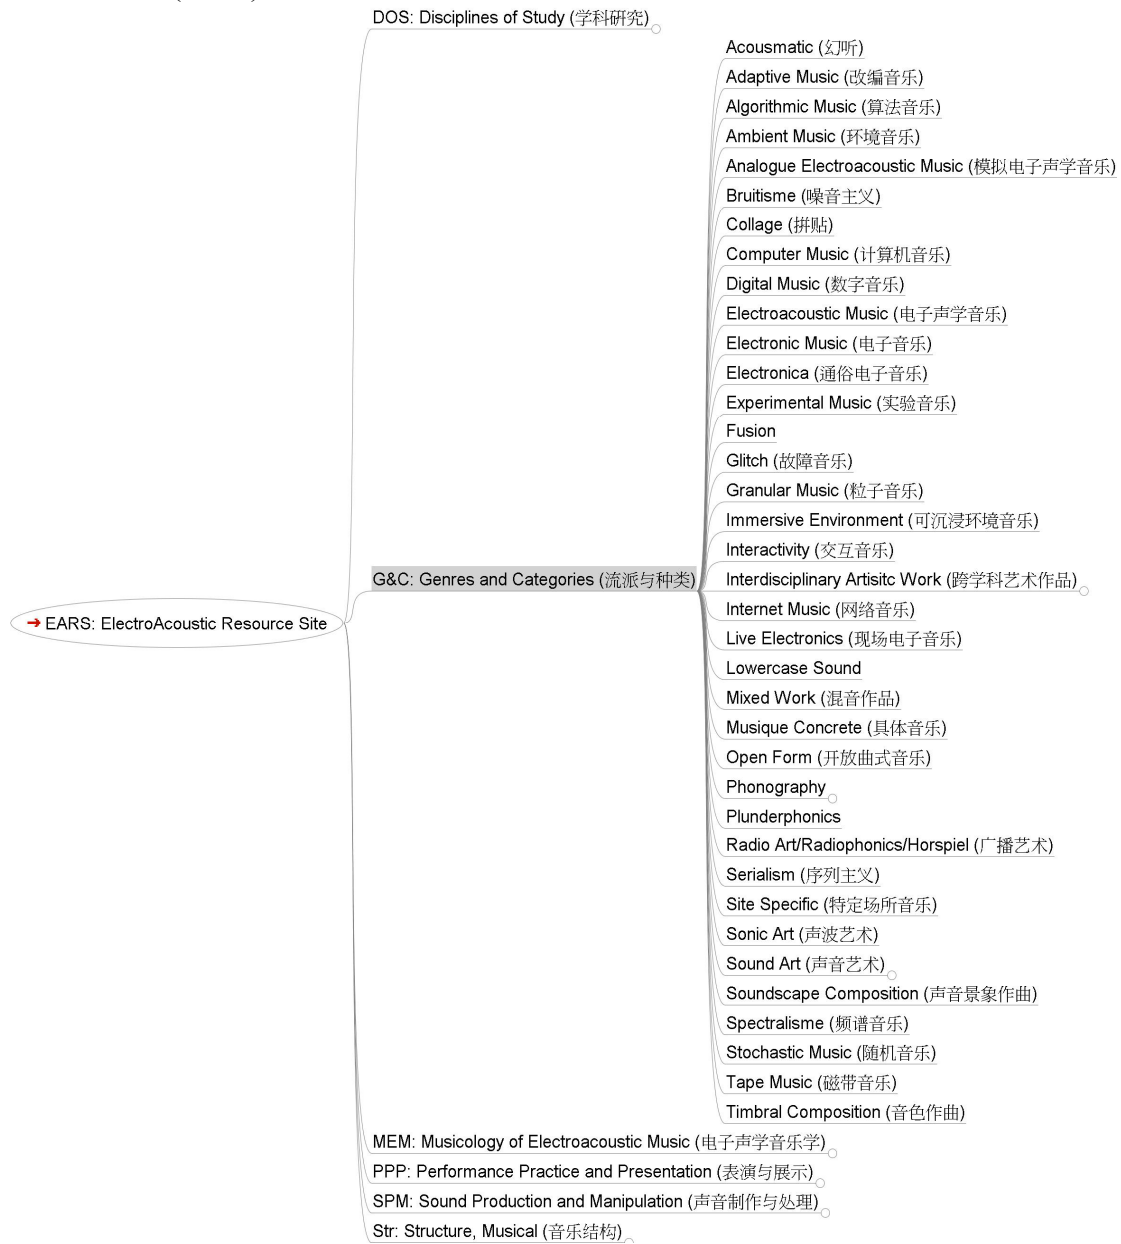 DOS: Disciplines of Study (学科研究)
Acousmatic (幻听)
Adaptive Music (改编音乐)
Algorithmic Music (算法音乐)
Ambient Music (环境音乐)
Analogue Electroacoustic Music (模拟电子声学音乐)
Bruitisme (噪音主义)
Collage (拼贴)
Computer Music (计算机音乐)
Digital Music (数字音乐)
Electroacoustic Music (电子声学音乐)
Electronic Music (电子音乐)
Electronica (通俗电子音乐)
Experimental Music (实验音乐)
Fusion
Glitch (故障音乐)
Granular Music (粒子音乐)
Immersive Environment (可沉浸环境音乐)
Interactivity (交互音乐)
G&C: Genres and Categories (流派与种类)
Interdisciplinary Artisitc Work (跨学科艺术作品)
Internet Music (网络音乐)
EARS: ElectroAcoustic Resource Site
Live Electronics (现场电子音乐)
Lowercase Sound
Mixed Work (混音作品)
Musique Concrete (具体音乐)
Open Form (开放曲式音乐)
Phonography
Plunderphonics
Radio Art/Radiophonics/Horspiel (广播艺术)
Serialism (序列主义)
Site Specific (特定场所音乐)
Sonic Art (声波艺术)
Sound Art (声音艺术)
Soundscape Composition (声音景象作曲)
Spectralisme (频谱音乐)
Stochastic Music (随机音乐)
Tape Music (磁带音乐)
Timbral Composition (音色作曲)
MEM: Musicology of Electroacoustic Music (电子声学音乐学)
PPP: Performance Practice and Presentation (表演与展示)
SPM: Sound Production and Manipulation (声音制作与处理)
Str: Structure, Musical (音乐结构)